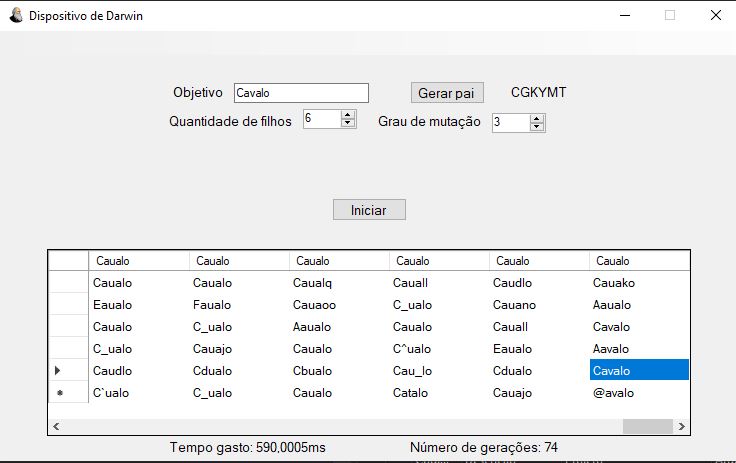 Dispositivo de Darwin
Objetivo Cavalo Gerar pai CGKYMT
Quantidade de filhos 6 Grau de mutação 3
Iniciar
Caualo Caualo Caualo Caualo Caualo Caualo
Caualo Caualo Caualq Cauall Caudlo Cauako
Eaualo Faualo Cauaoo C_ualo Cauano Aaualo
Caualo C_ualo Aaualo Caualo Cauall Cavalo
C_ualo Cauajo Caualo C^ualo Eaualo Aavalo
Caudlo Cdualo Cbualo Cau_lo Cdualo Cavalo
C`ualo C_ualo Caualo Catalo Cauajo @avalo
Tempo gasto: 590,0005ms Número de gerações: 74